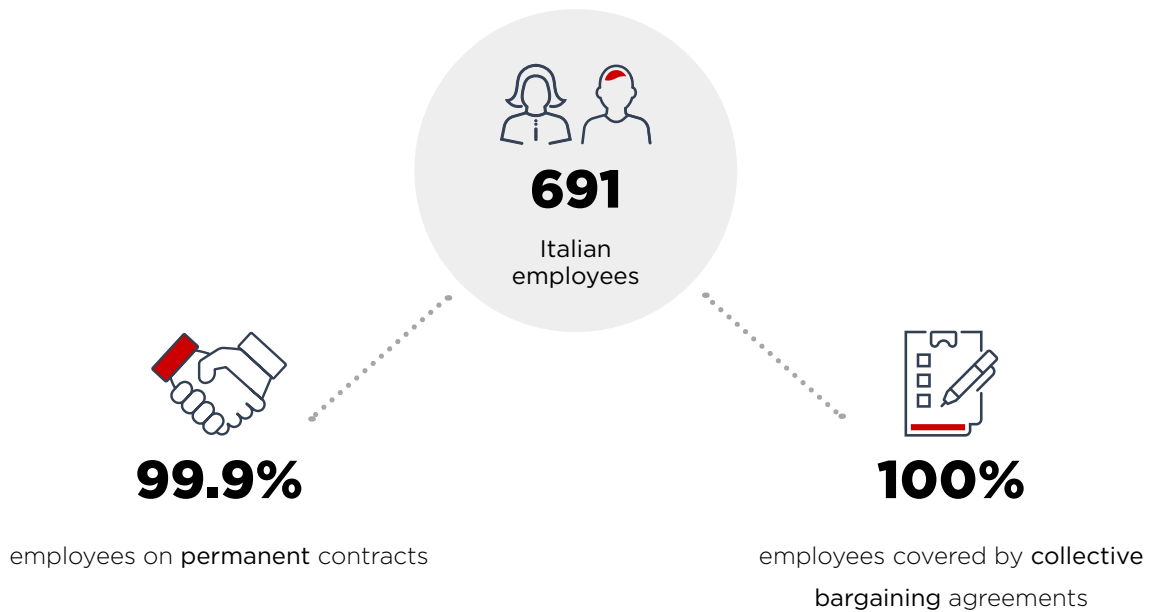 691
Italian
employees
99.9%
employees on permanent contracts
100%
employees covered by collective
bargaining agreements